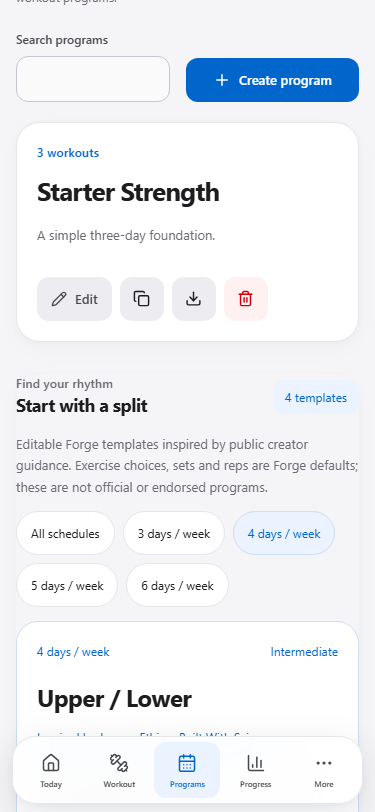 workout programs.
Search programs
Create program
3 workouts
Starter Strength
A simple three-day foundation.
Edit
Find your rhythm
Start with a split
4 templates
Editable Forge templates inspired by public creator
guidance. Exercise choices, sets and reps are Forge defaults;
these are not official or endorsed programs.
All schedules
3 days / week
4 days / week
5 days / week
6 days / week
4 days / week
Intermediate
Upper / Lower
Today
Workout
Programs
Progress
More